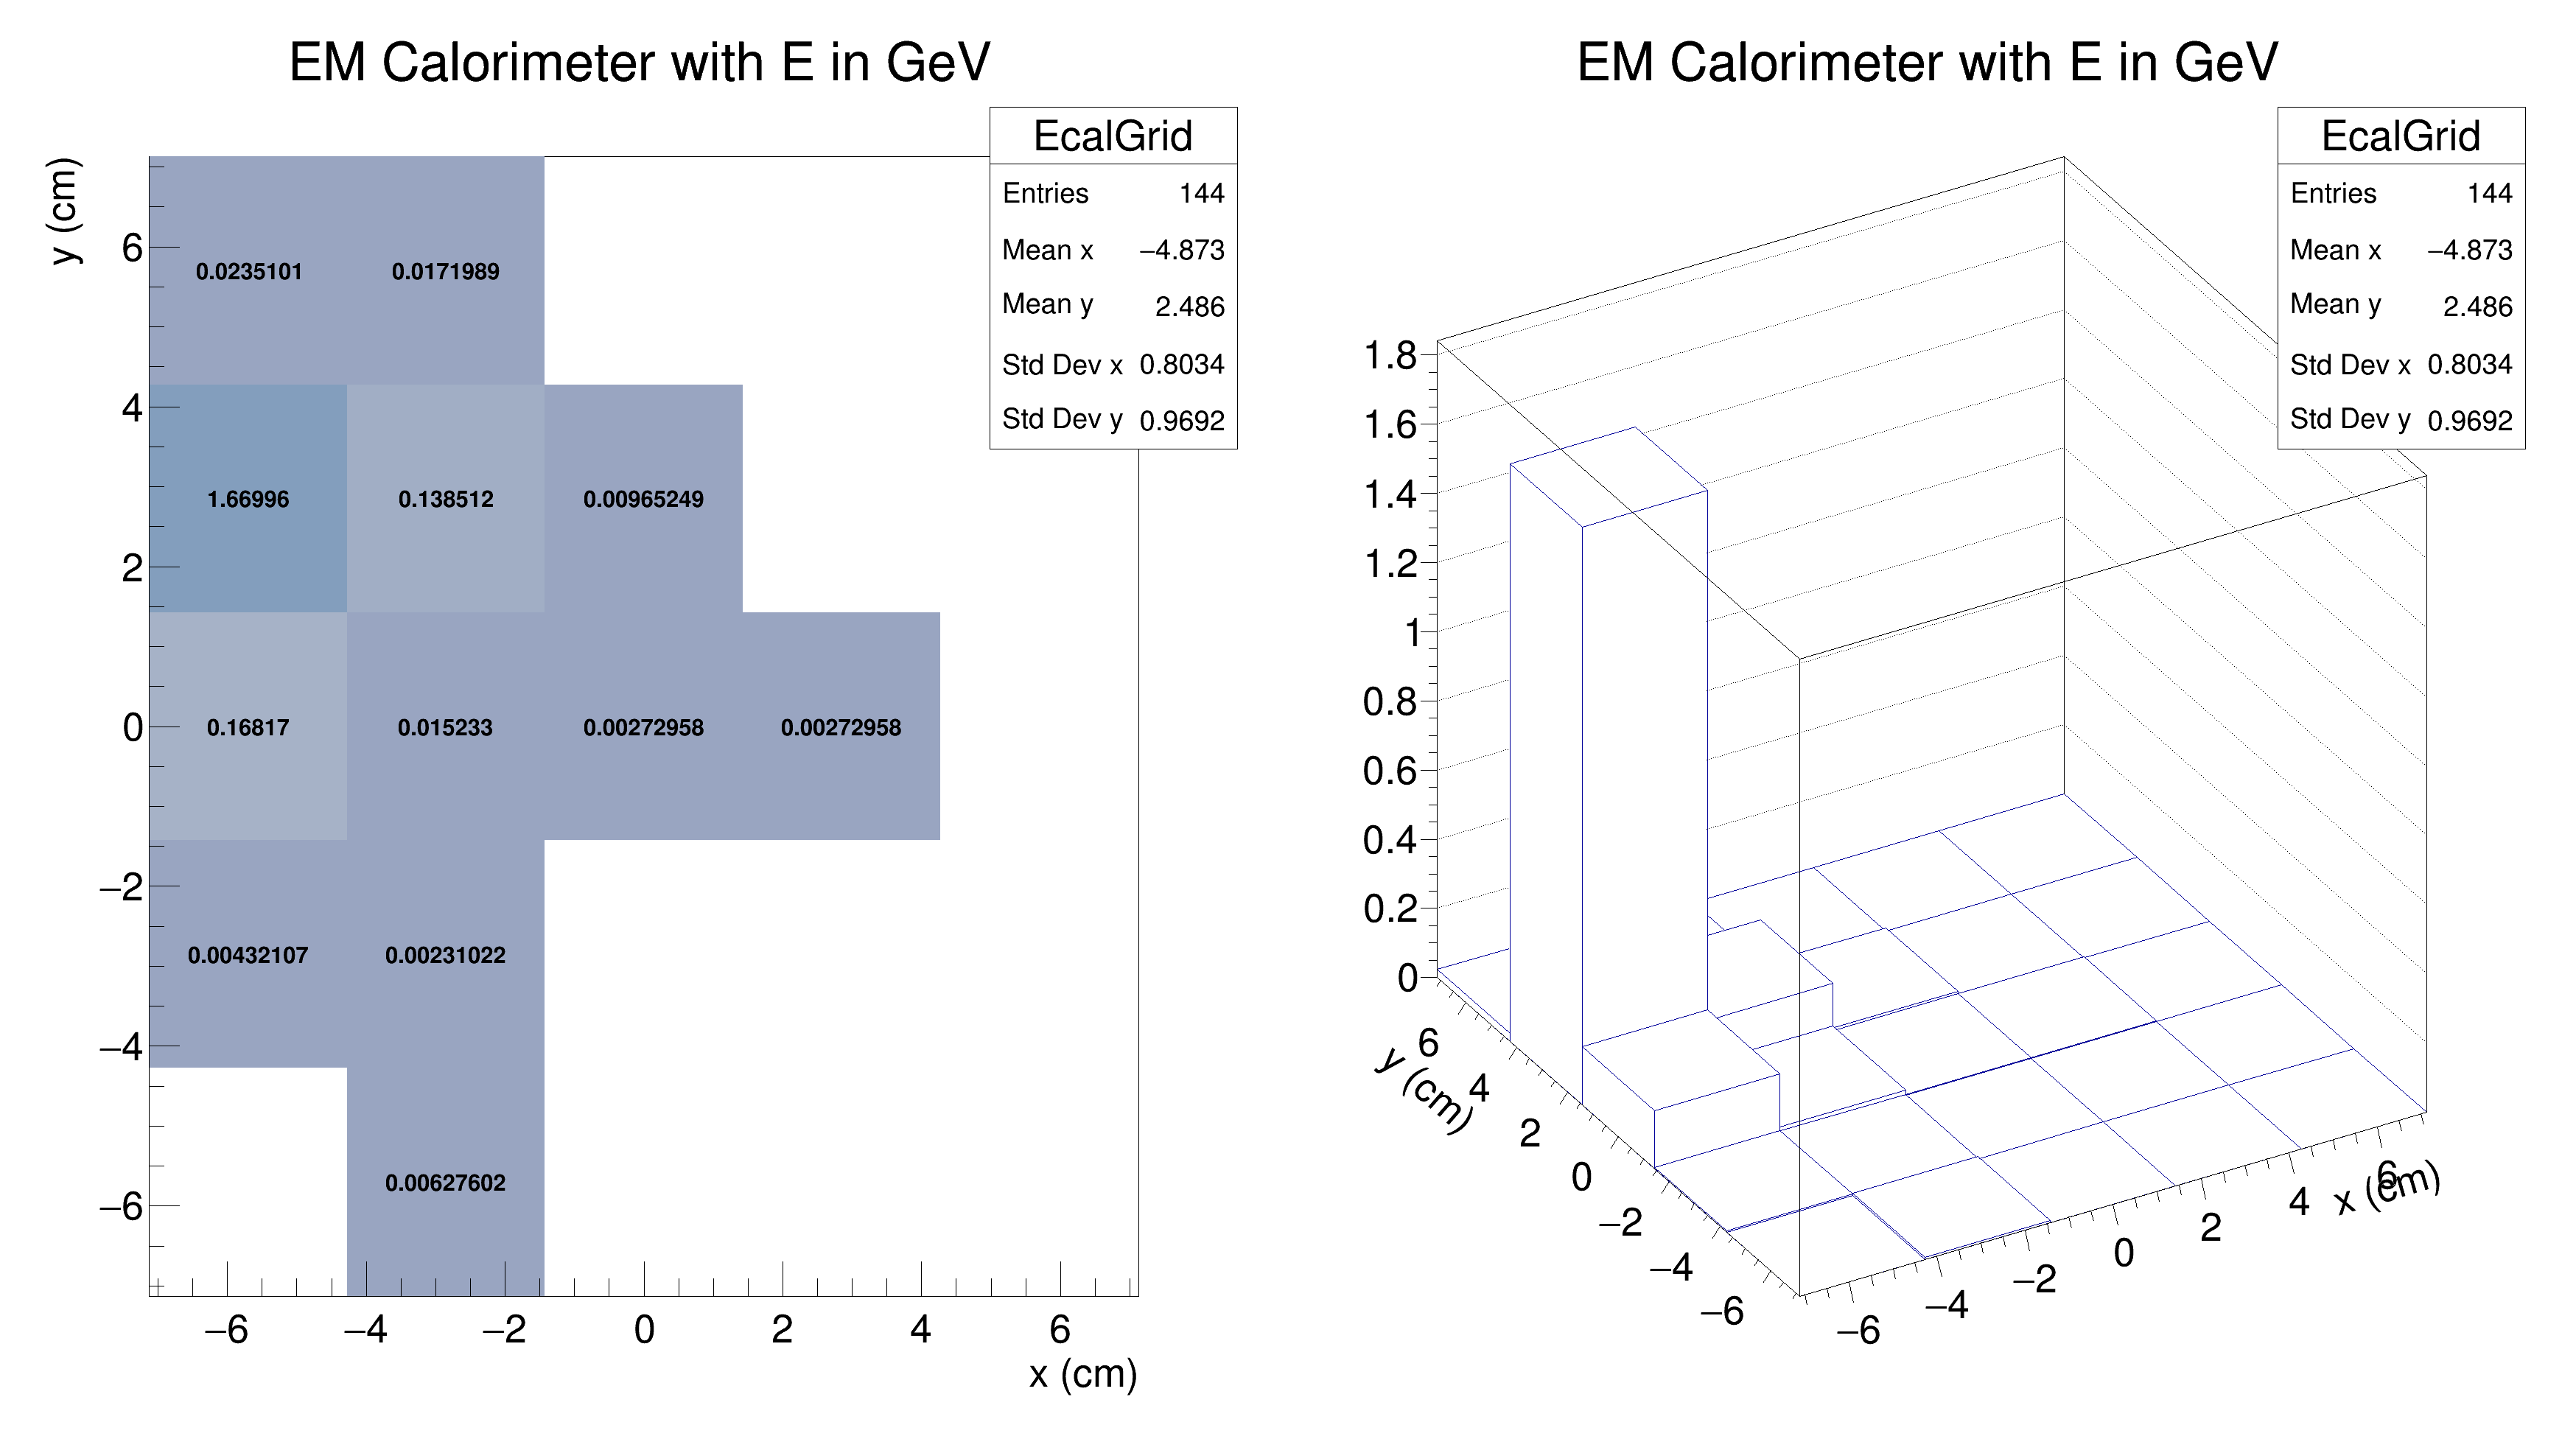 EM Calorimeter with E in GeV
EcalGrid
Entries 144
Mean x −4.873
Mean y 2.486
Std Dev x 0.8034
Std Dev y 0.9692
y (cm)
6
4
2
0
−2
−4
−6
0.0235101 0.0171989
1.66996 0.138512 0.00965249
0.16817 0.015233 0.00272958 0.00272958
0.00432107 0.00231022
0.00627602
−6 −4 −2 0 2 4 6
x (cm)
EM Calorimeter with E in GeV
EcalGrid
Entries 144
Mean x −4.873
Mean y 2.486
Std Dev x 0.8034
Std Dev y 0.9692
1.8
1.6
1.4
1.2
1
0.8
0.6
0.4
0.2
0
y (cm)
6
4
2
0
−2
−4
−6
−6 −4 −2 0 2 4 6
x (cm)